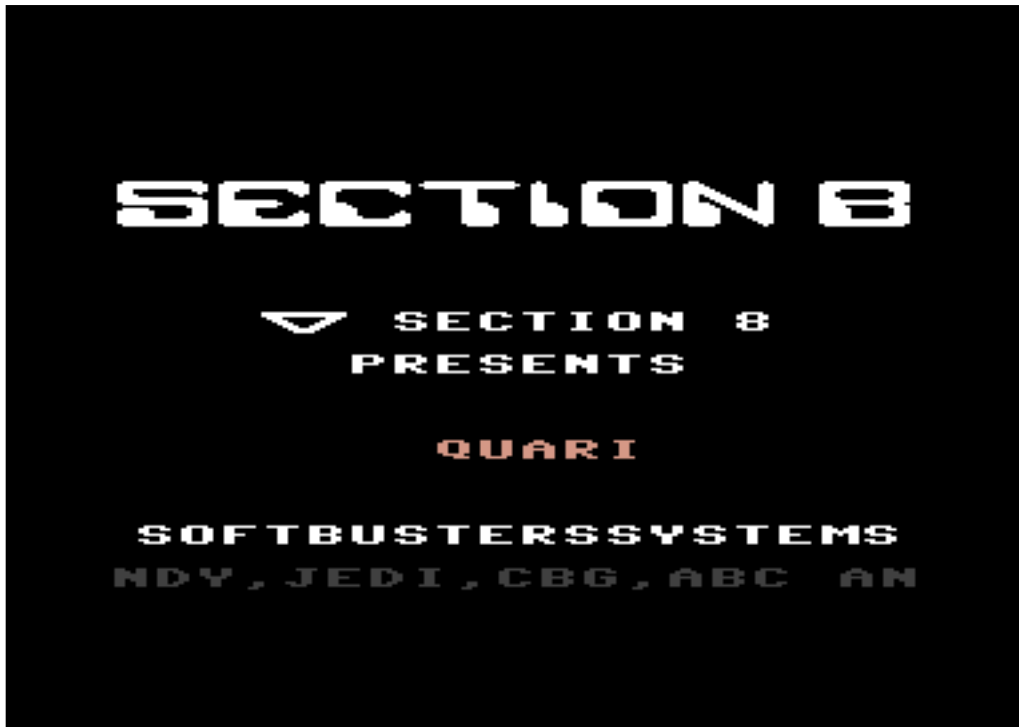 SECTION 8
SECTION 8
PRESENTS
QUARI
SOFTBUSTERSSYSTEMS
NDY,JEDI,CBG,ABC AN